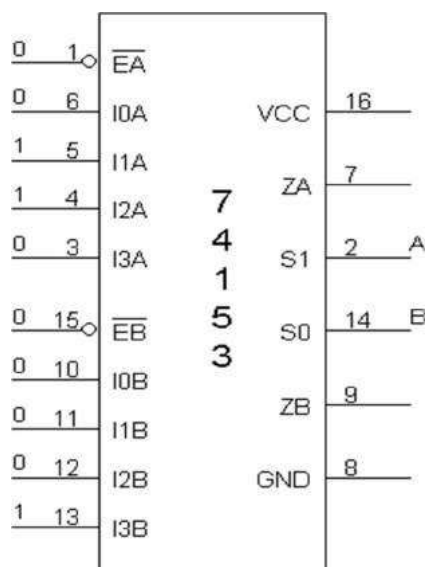 0 1 EA
0 6 I0A
1 5 I1A
1 4 I2A
0 3 I3A
0 15 EB
0 10 I0B
0 11 I1B
0 12 I2B
1 13 I3B
7
4
1
5
3
VCC 16
ZA 7
S1 2 A
S0 14 B
ZB 9
GND 8